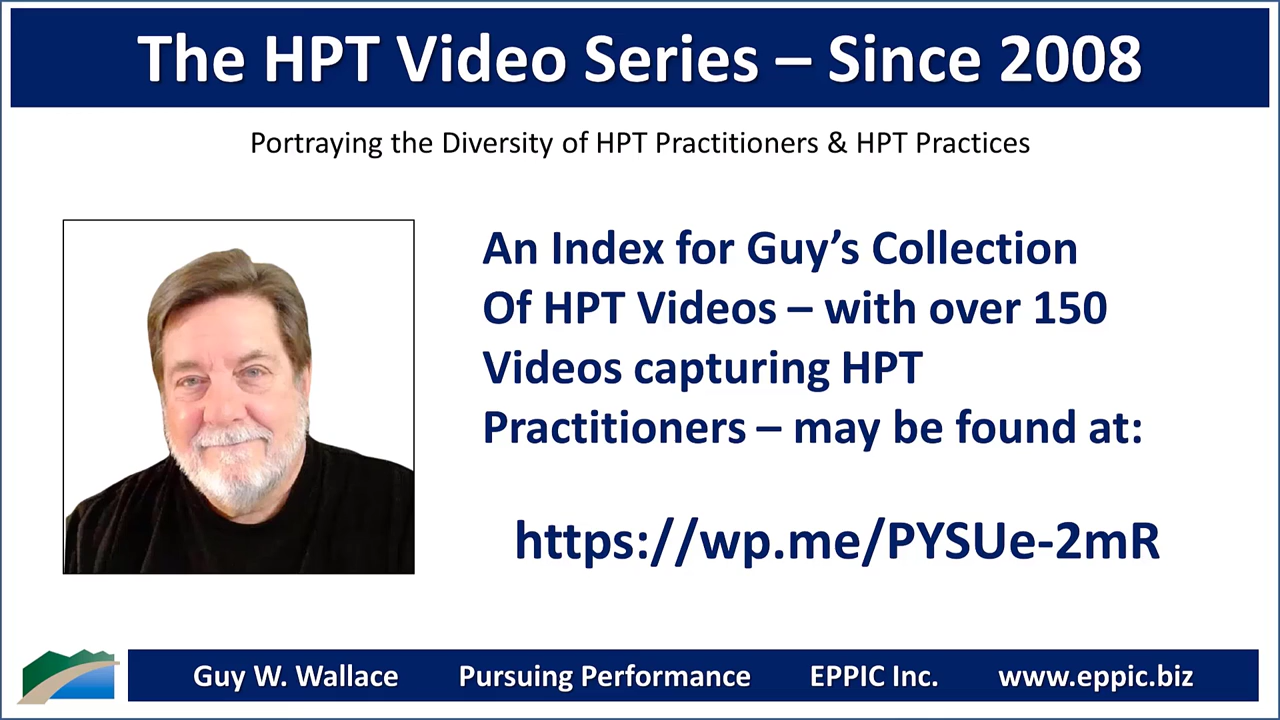 The HPT Video Series – Since 2008
Portraying the Diversity of HPT Practitioners & HPT Practices
An Index for Guy’s Collection
Of HPT Videos – with over 150
Videos capturing HPT
Practitioners – may be found at:
https://wp.me/PYSUe-2mR
Guy W. Wallace Pursuing Performance EPPIC Inc. www.eppic.biz